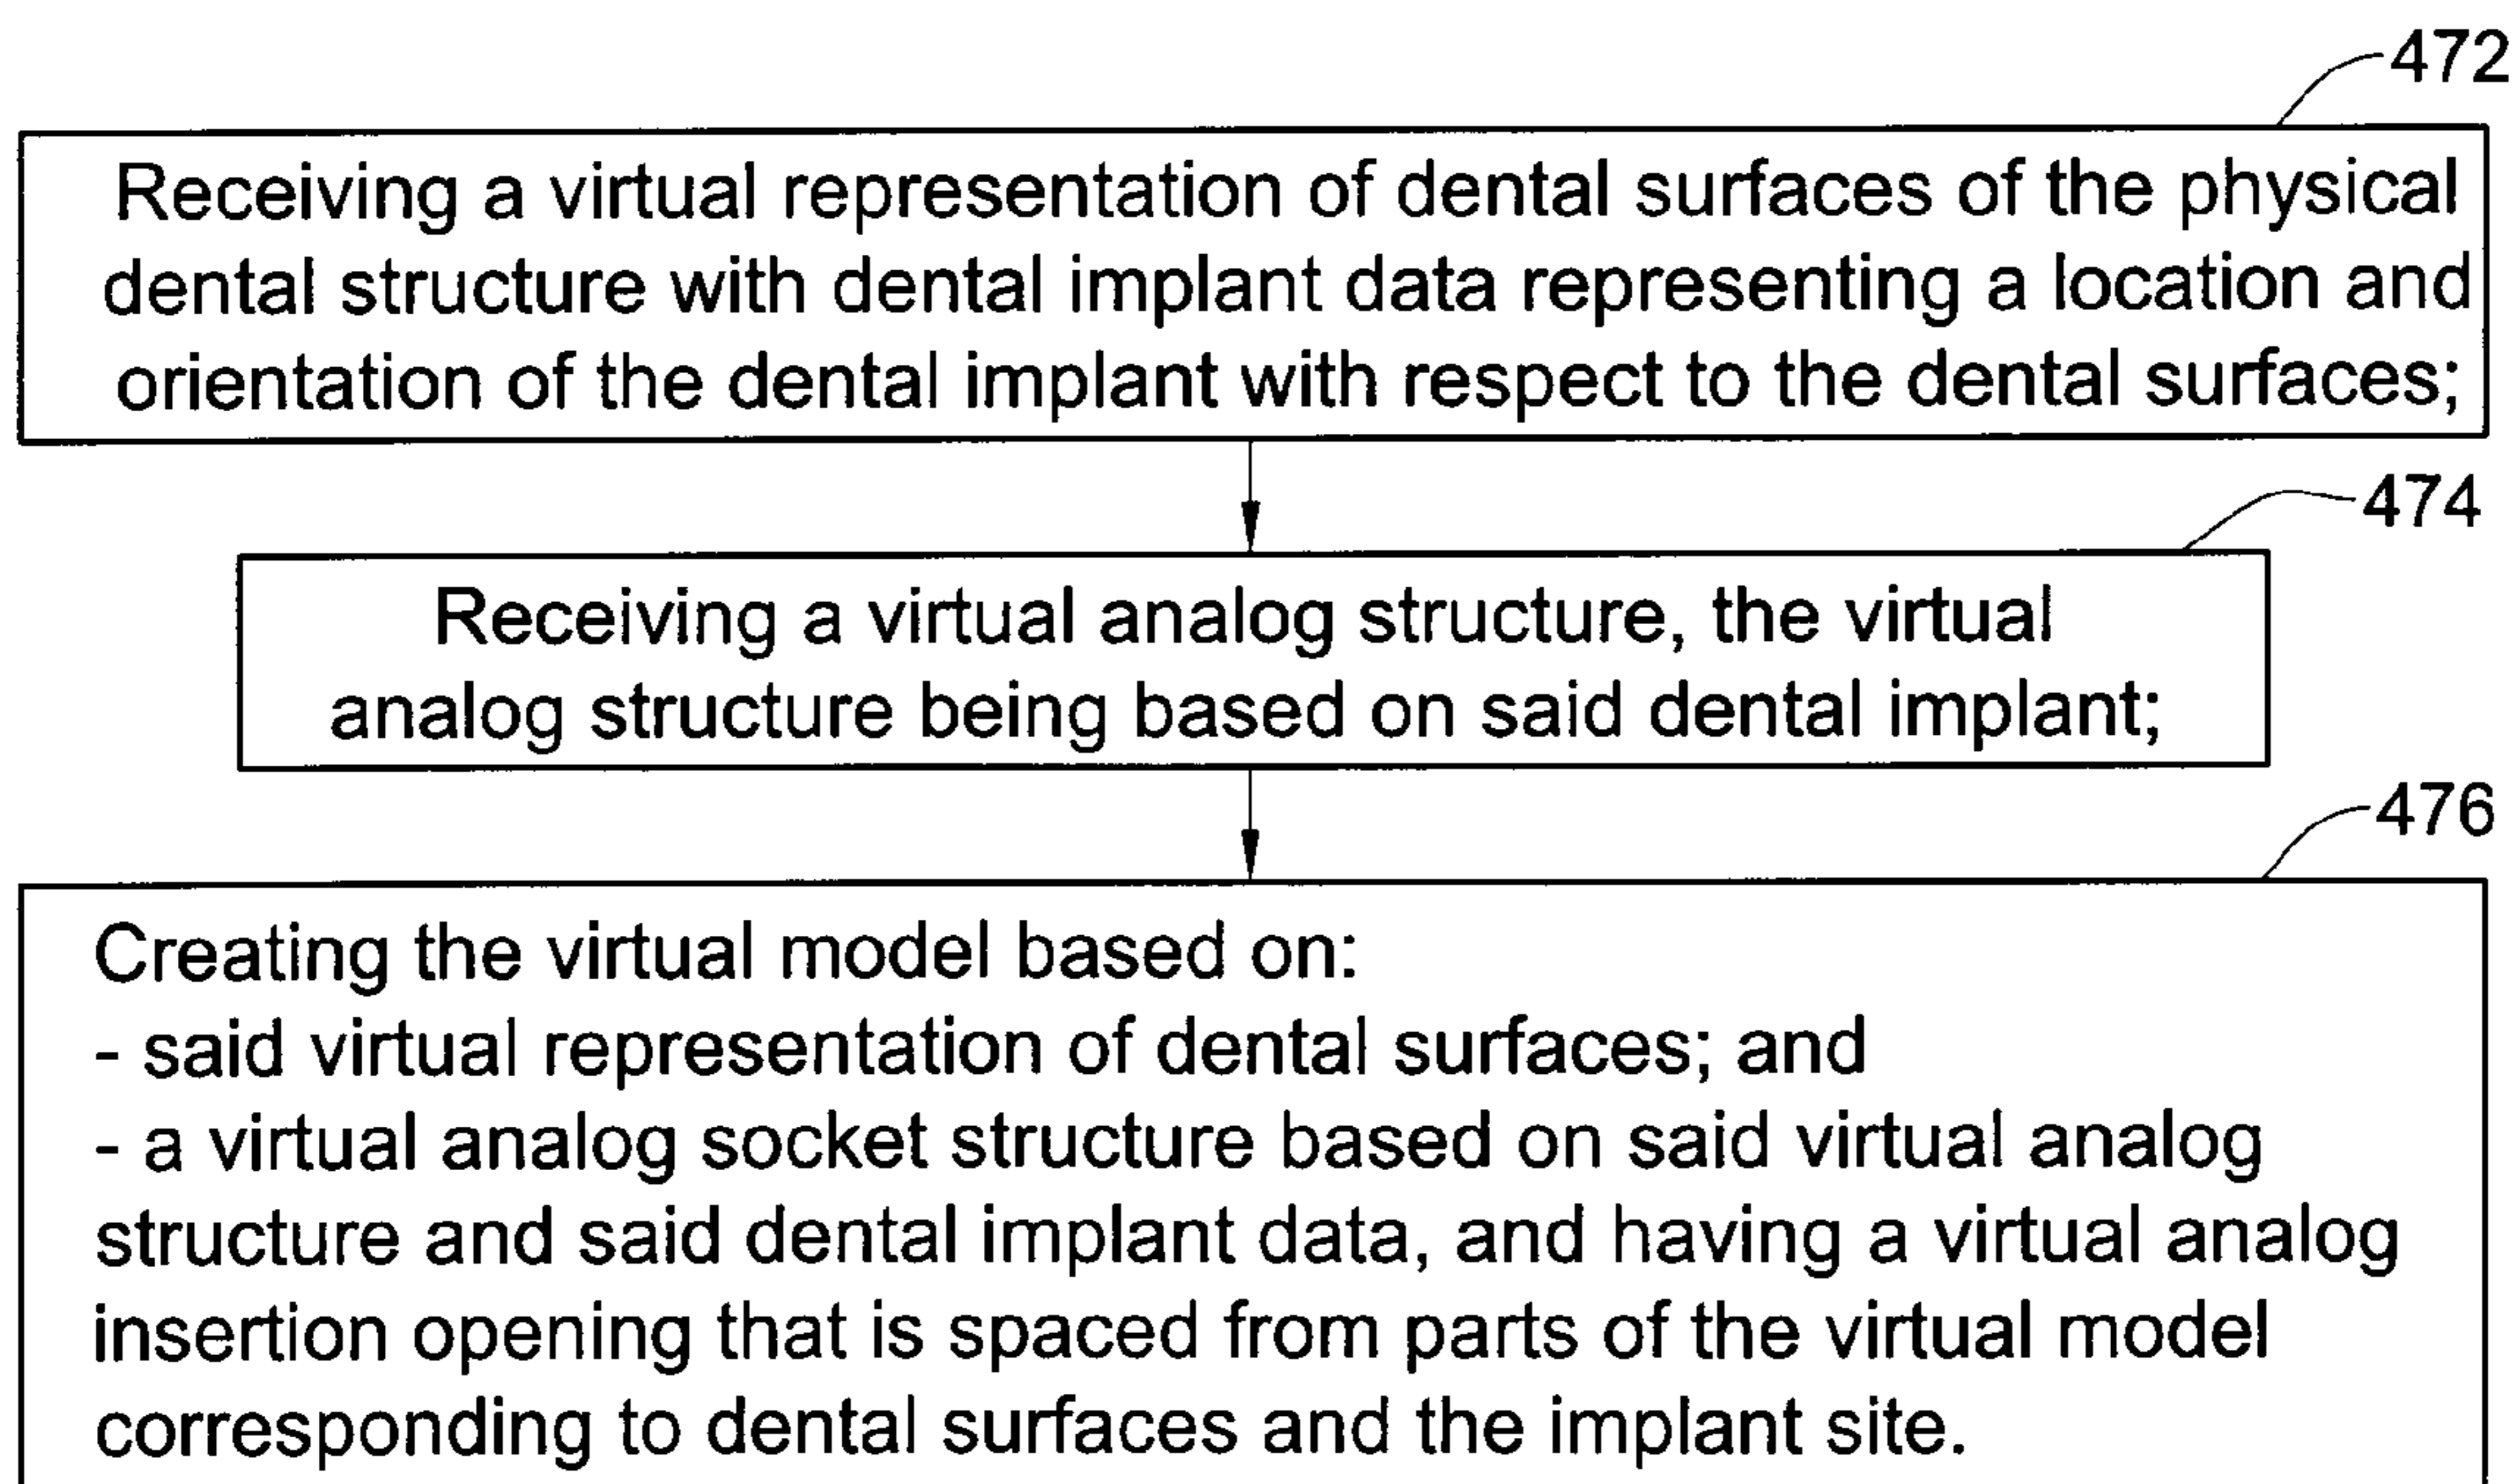 472
Receiving a virtual representation of dental surfaces of the physical
dental structure with dental implant data representing a location and
orientation of the dental implant with respect to the dental surfaces;
474
Receiving a virtual analog structure, the virtual
analog structure being based on said dental implant;
476
Creating the virtual model based on:
- said virtual representation of dental surfaces; and
- a virtual analog socket structure based on said virtual analog
structure and said dental implant data, and having a virtual analog
insertion opening that is spaced from parts of the virtual model
corresponding to dental surfaces and the implant site.